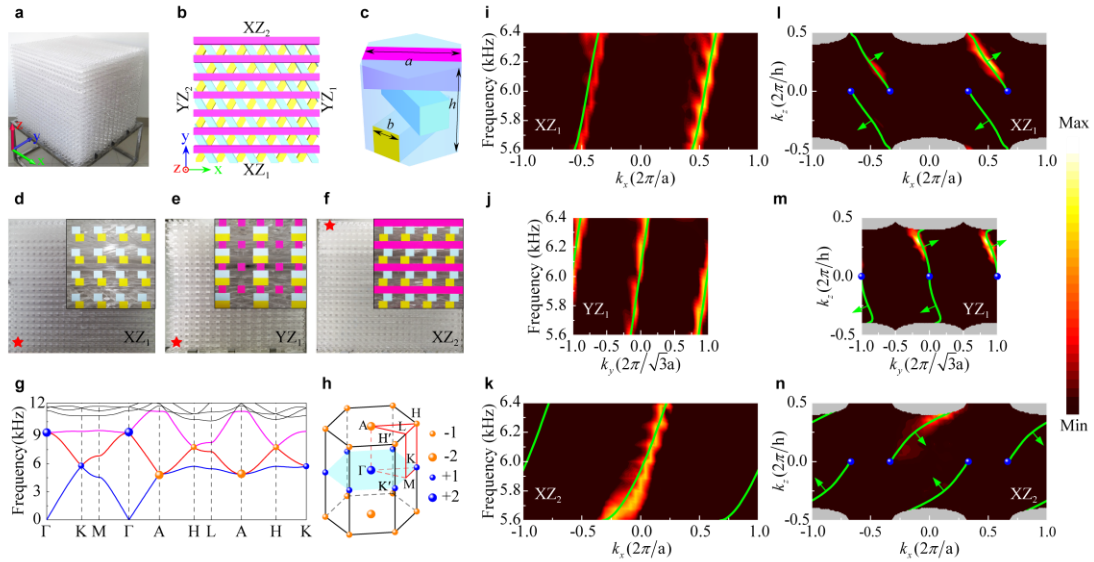 a
z
y
x
b
XZ₂
YZ₂
YZ₁
y
z
x
XZ₁
c
a
h
b
d
XZ₁
e
YZ₁
f
XZ₂
g
Frequency(kHz)
12
9
6
3
0
Γ K M Γ A H L A H K
h
H
A
L
H′
K
Γ
M
K′
-1
-2
+1
+2
i
Frequency (kHz)
6.4
6.2
6.0
5.8
5.6
XZ₁
-1.0 -0.5 0.0 0.5 1.0
kₓ(2π/a)
j
Frequency (kHz)
6.4
6.2
6.0
5.8
5.6
YZ₁
-1.0 -0.5 0.0 0.5 1.0
k_y(2π/√3a)
k
Frequency (kHz)
6.4
6.2
6.0
5.8
5.6
XZ₂
-1.0 -0.5 0.0 0.5 1.0
kₓ(2π/a)
l
k_z(2π/h)
0.5
0.0
-0.5
XZ₁
-1.0 -0.5 0.0 0.5 1.0
kₓ(2π/a)
m
k_z(2π/h)
0.5
0.0
-0.5
YZ₁
-1.0 -0.5 0.0 0.5 1.0
k_y(2π/√3a)
n
k_z(2π/h)
0.5
0.0
-0.5
XZ₂
-1.0 -0.5 0.0 0.5 1.0
kₓ(2π/a)
Max
Min